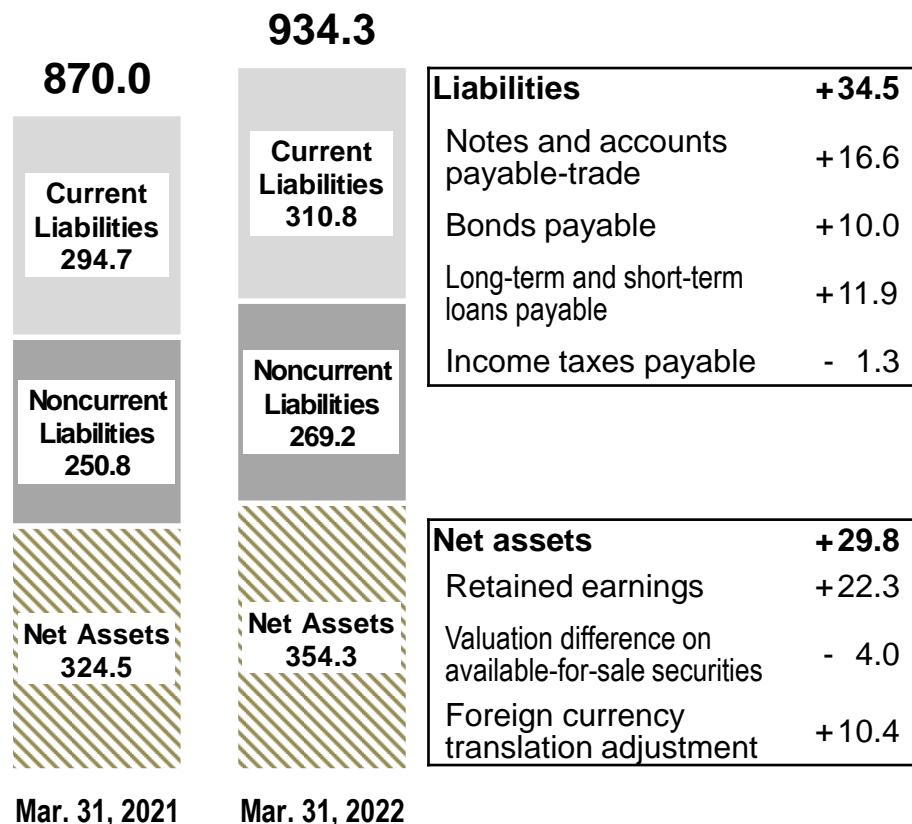 934.3
870.0
Current
Liabilities
294.7
Noncurrent
Liabilities
250.8
Net Assets
324.5
Mar. 31, 2021
Current
Liabilities
310.8
Noncurrent
Liabilities
269.2
Net Assets
354.3
Mar. 31, 2022
Liabilities +34.5
Notes and accounts
payable-trade +16.6
Bonds payable +10.0
Long-term and short-term
loans payable +11.9
Income taxes payable - 1.3
Net assets +29.8
Retained earnings +22.3
Valuation difference on
available-for-sale securities - 4.0
Foreign currency
translation adjustment +10.4